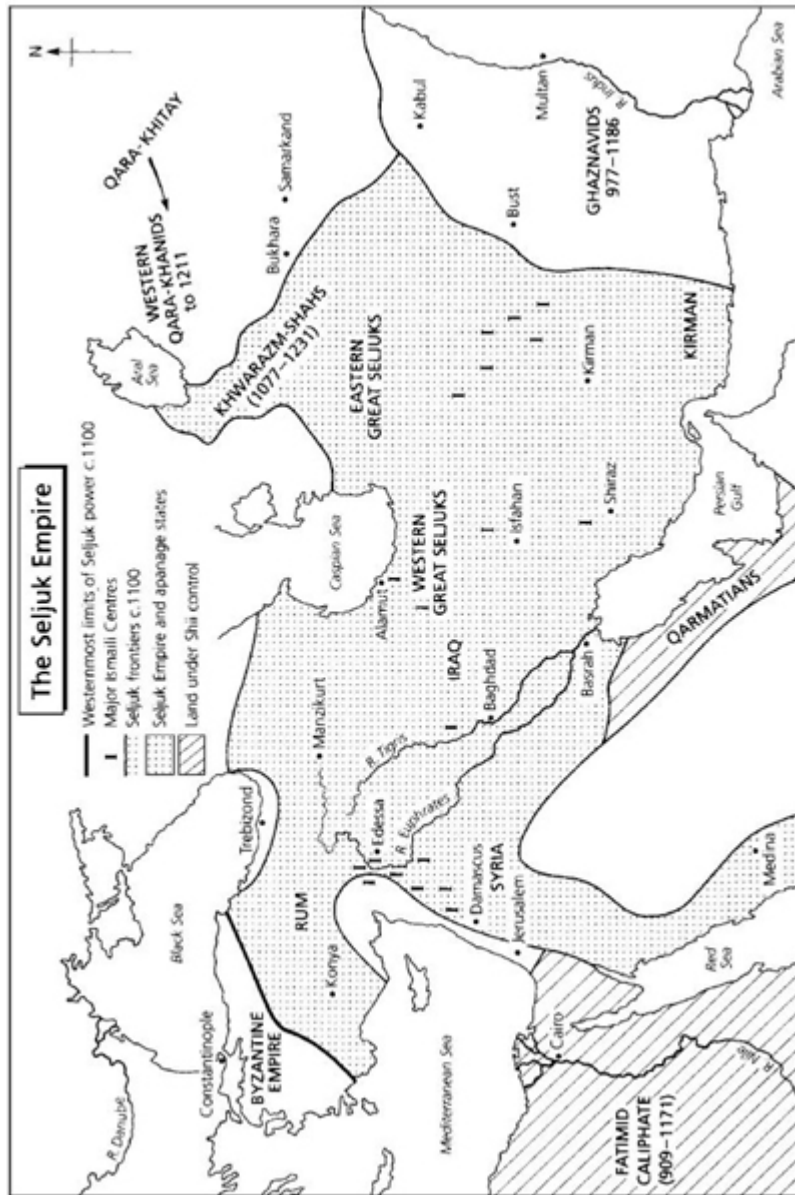 The Seljuk Empire
Westernmost limits of Seljuk power c.1100
Major Ismaili Centres
Seljuk frontiers c.1100
Seljuk Empire and apanage states
Land under Shii control
N
QARA-KHITAY
WESTERN
QARA-KHANIDS
to 1211
Aral
Sea
Bukhara
Samarkand
KHWARAZM-SHAHS
(1077–1231)
Kabul
Multan
R. Indus
GHAZNAVIDS
977–1186
Bust
Arabian Sea
EASTERN
GREAT SELJUKS
Kirman
KIRMAN
Caspian Sea
Alamut
WESTERN
GREAT SELJUKS
Isfahan
Shiraz
Persian
Gulf
QARMATIANS
IRAQ
Baghdad
Basrah
R. Tigris
R. Euphrates
Manzikurt
Edessa
Trebizond
Black Sea
RUM
Konya
Constantinople
BYZANTINE
EMPIRE
R. Danube
Mediterranean Sea
SYRIA
Damascus
Jerusalem
Medina
Red
Sea
Cairo
R. Nile
FATIMID
CALIPHATE
(909–1171)